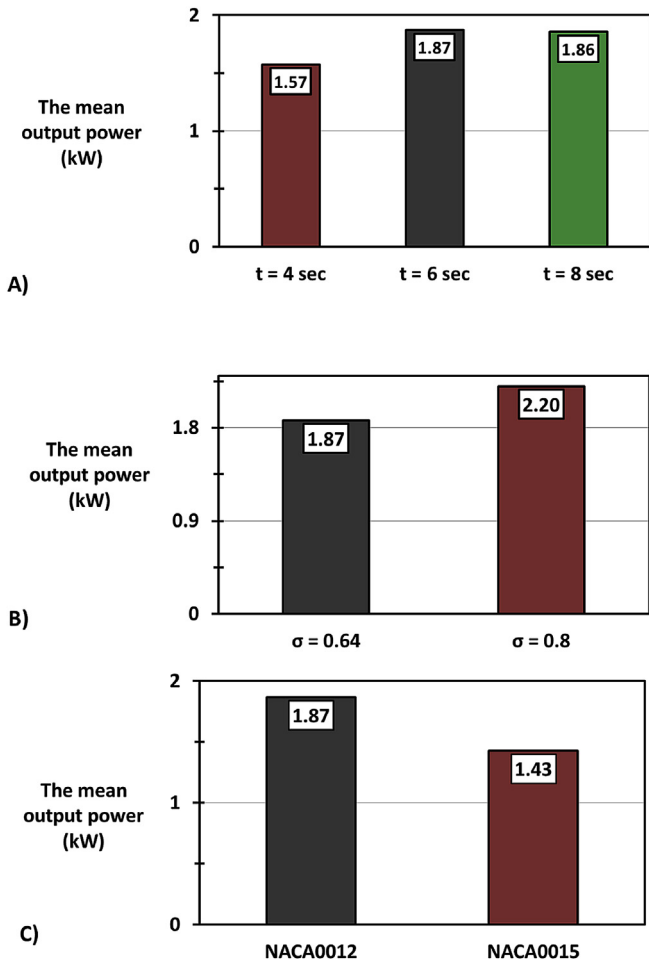 The mean
output power
(kW)
2
1
0
1.57
1.87
1.86
t = 4 sec
t = 6 sec
t = 8 sec
A)
The mean
output power
(kW)
1.8
0.9
0
1.87
2.20
σ = 0.64
σ = 0.8
B)
The mean
output power
(kW)
2
1
0
1.87
1.43
NACA0012
NACA0015
C)